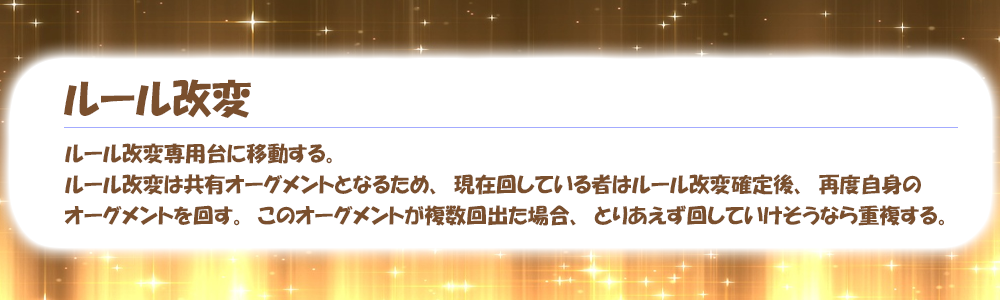 ルール改変
ルール改変専用台に移動する。
ルール改変は共有オーグメントとなるため、現在回している者はルール改変確定後、再度自身の
オーグメントを回す。このオーグメントが複数回出た場合、とりあえず回していけそうなら重複する。